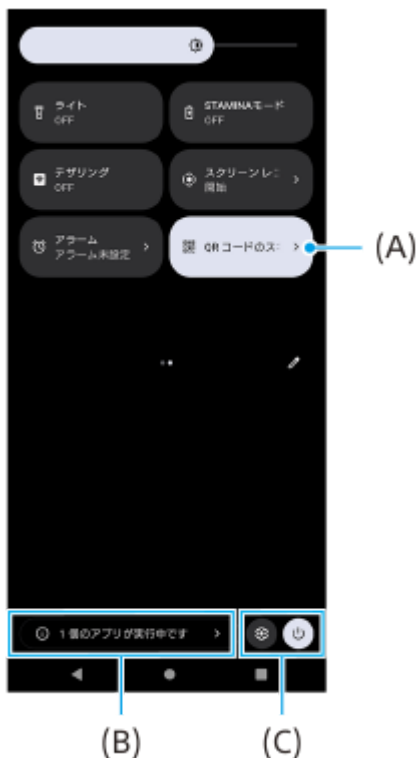 ライト
OFF
STAMINAモード
OFF
テザリング
OFF
スクリーンレ
開始
アラーム
アラーム未設定
QRコードのス
(A)
1個のアプリが実行中です
(B)
(C)